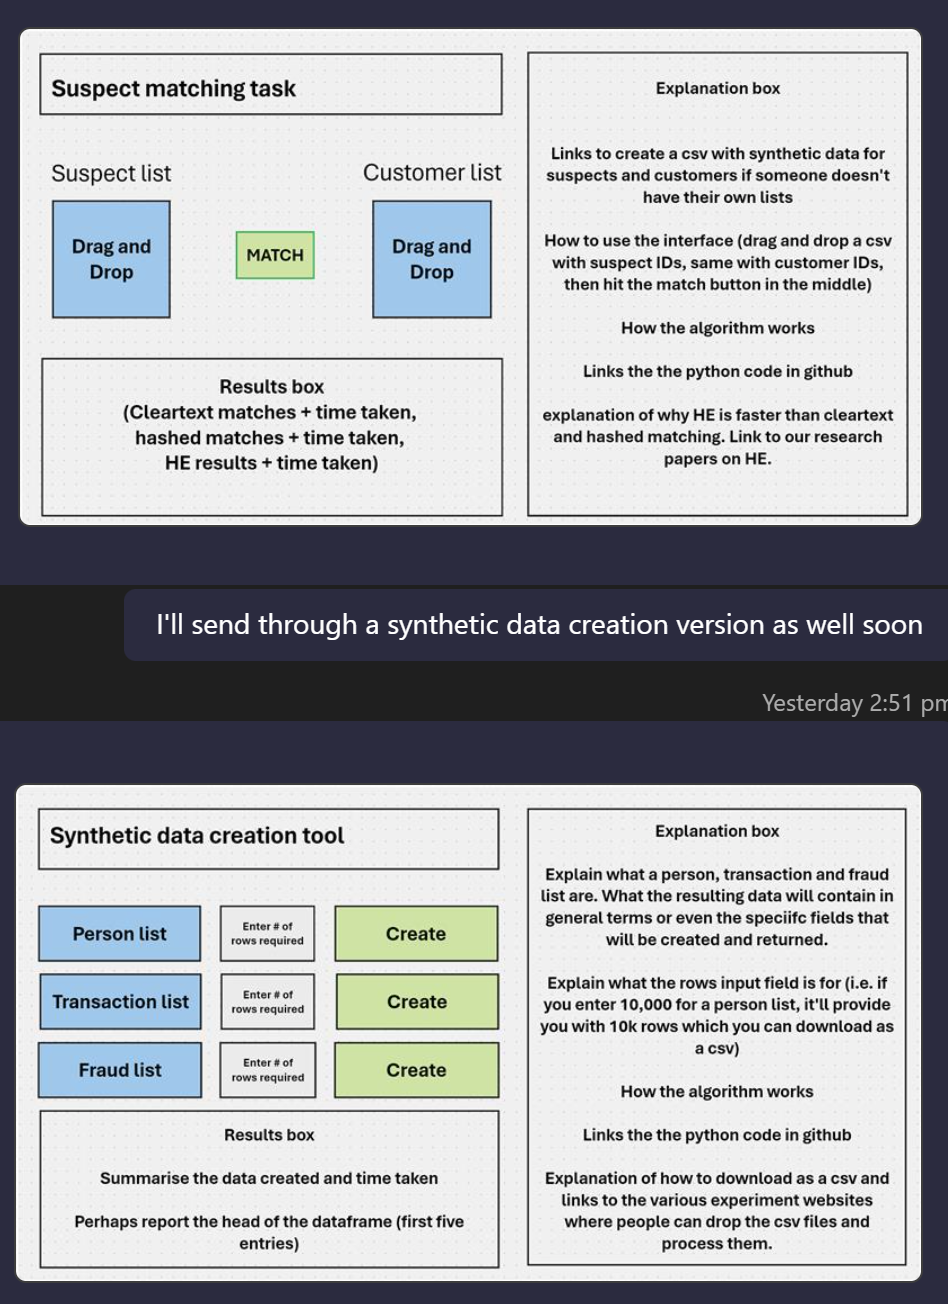 Suspect matching task
Suspect list
Customer list
Drag and
Drop
MATCH
Drag and
Drop
Results box
(Cleartext matches + time taken,
hashed matches + time taken,
HE results + time taken)
Explanation box
Links to create a csv with synthetic data for
suspects and customers if someone doesn't
have their own lists
How to use the interface (drag and drop a csv
with suspect IDs, same with customer IDs,
then hit the match button in the middle)
How the algorithm works
Links the the python code in github
explanation of why HE is faster than cleartext
and hashed matching. Link to our research
papers on HE.
I'll send through a synthetic data creation version as well soon
Yesterday 2:51 pm
Synthetic data creation tool
Person list
Enter # of
rows required
Create
Transaction list
Enter # of
rows required
Create
Fraud list
Enter # of
rows required
Create
Results box
Summarise the data created and time taken
Perhaps report the head of the dataframe (first five
entries)
Explanation box
Explain what a person, transaction and fraud
list are. What the resulting data will contain in
general terms or even the speciifc fields that
will be created and returned.
Explain what the rows input field is for (i.e. if
you enter 10,000 for a person list, it'll provide
you with 10k rows which you can download as
a csv)
How the algorithm works
Links the the python code in github
Explanation of how to download as a csv and
links to the various experiment websites
where people can drop the csv files and
process them.